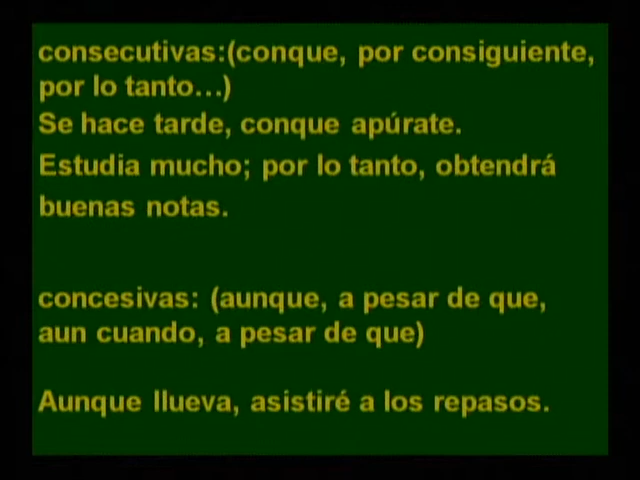 consecutivas:(conque, por consiguiente,
por lo tanto...)
Se hace tarde, conque apúrate.
Estudia mucho; por lo tanto, obtendrá
buenas notas.
concesivas: (aunque, a pesar de que,
aun cuando, a pesar de que)
Aunque llueva, asistiré a los repasos.